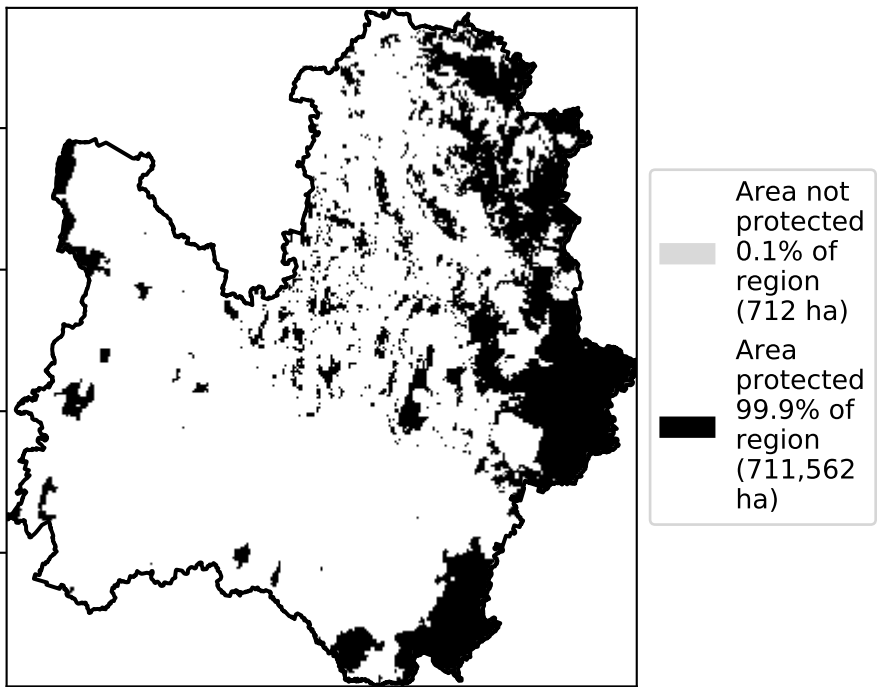 Area not
protected
0.1% of
region
(712 ha)
Area
protected
99.9% of
region
(711,562
ha)